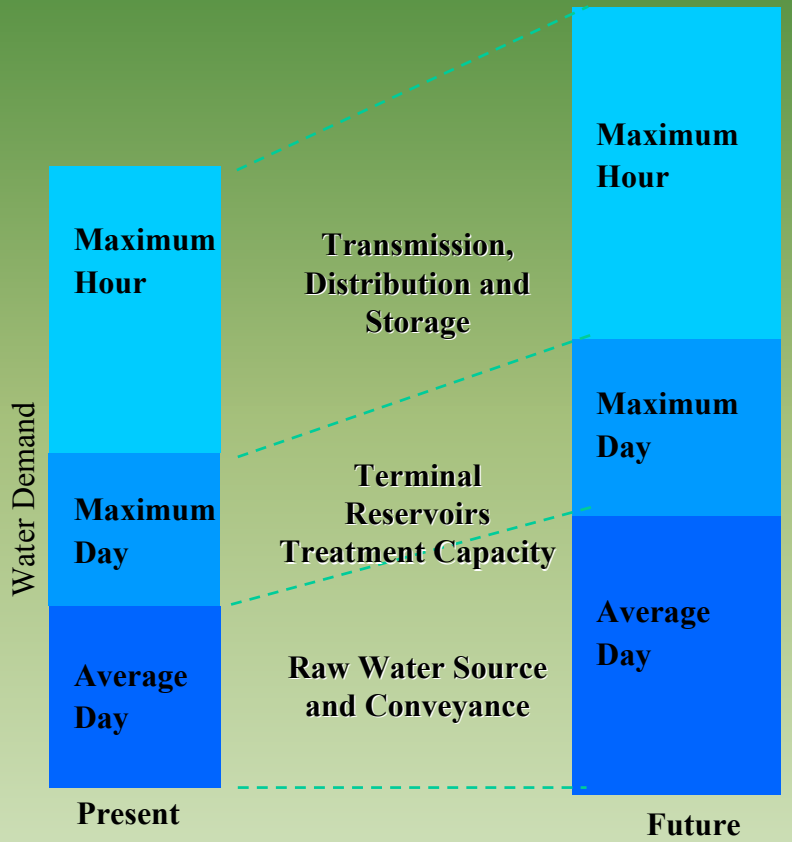 Water Demand
Maximum
Hour
Maximum
Day
Average
Day
Present
Transmission,
Distribution and
Storage
Terminal
Reservoirs
Treatment Capacity
Raw Water Source
and Conveyance
Maximum
Hour
Maximum
Day
Average
Day
Future